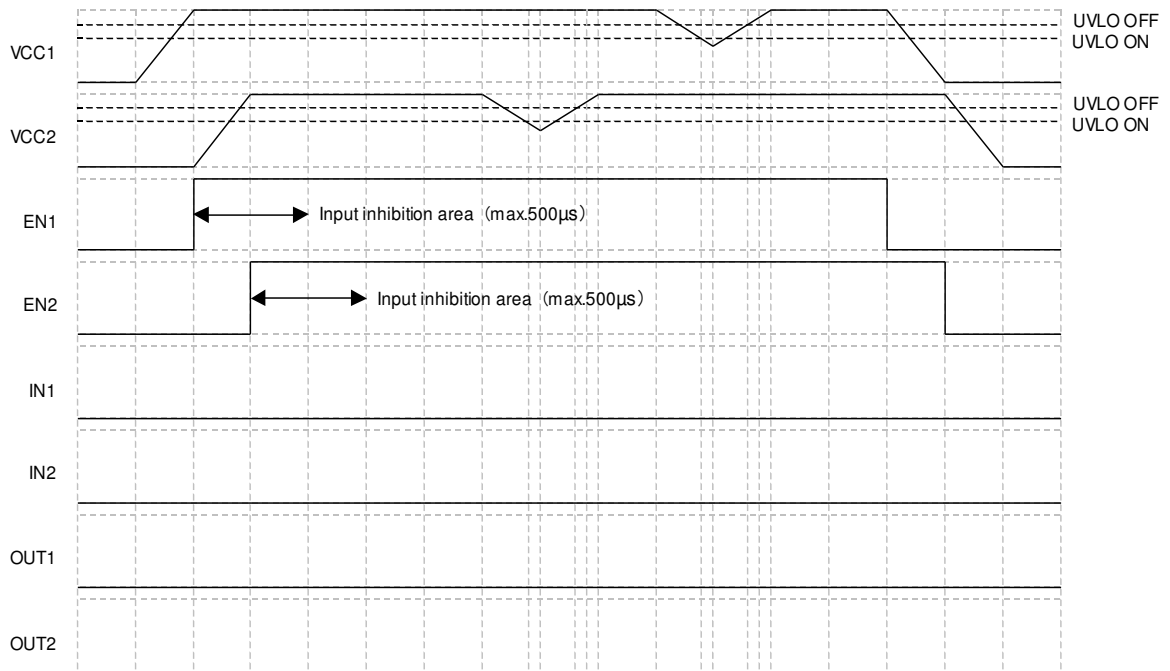 UVLO OFF
UVLO ON
VCC1
UVLO OFF
UVLO ON
VCC2
EN1
Input inhibition area（max.500µs）
EN2
Input inhibition area（max.500µs）
IN1
IN2
OUT1
OUT2